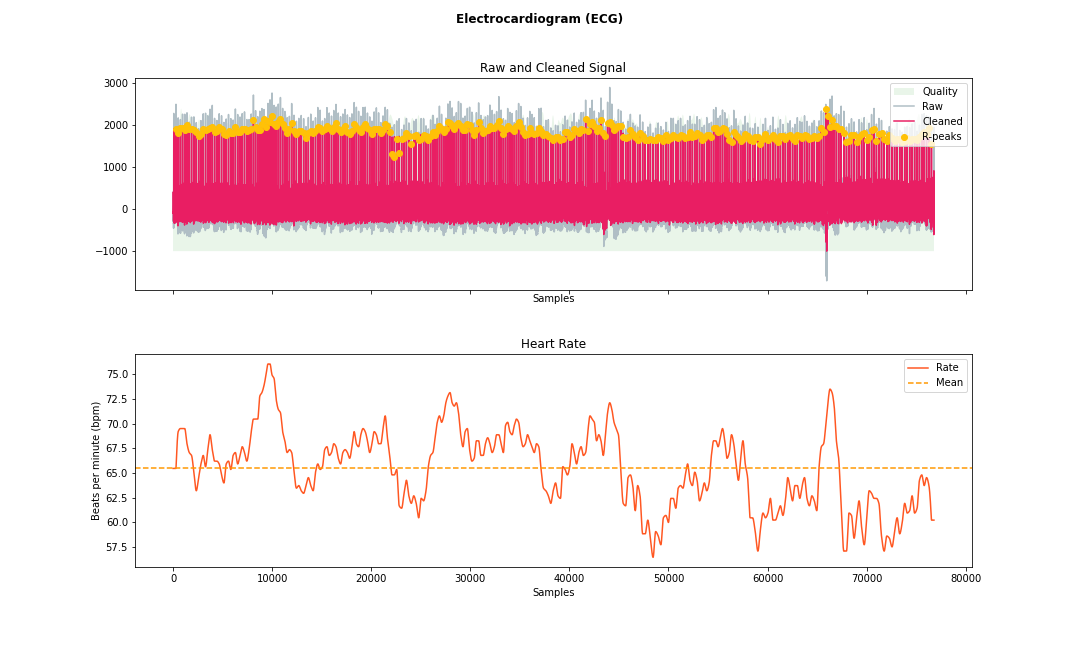 Electrocardiogram (ECG)
Raw and Cleaned Signal
3000
2000
1000
0
−1000
Quality
Raw
Cleaned
R-peaks
Samples
Heart Rate
Beats per minute (bpm)
75.0
72.5
70.0
67.5
65.0
62.5
60.0
57.5
Rate
Mean
0 10000 20000 30000 40000 50000 60000 70000 80000
Samples